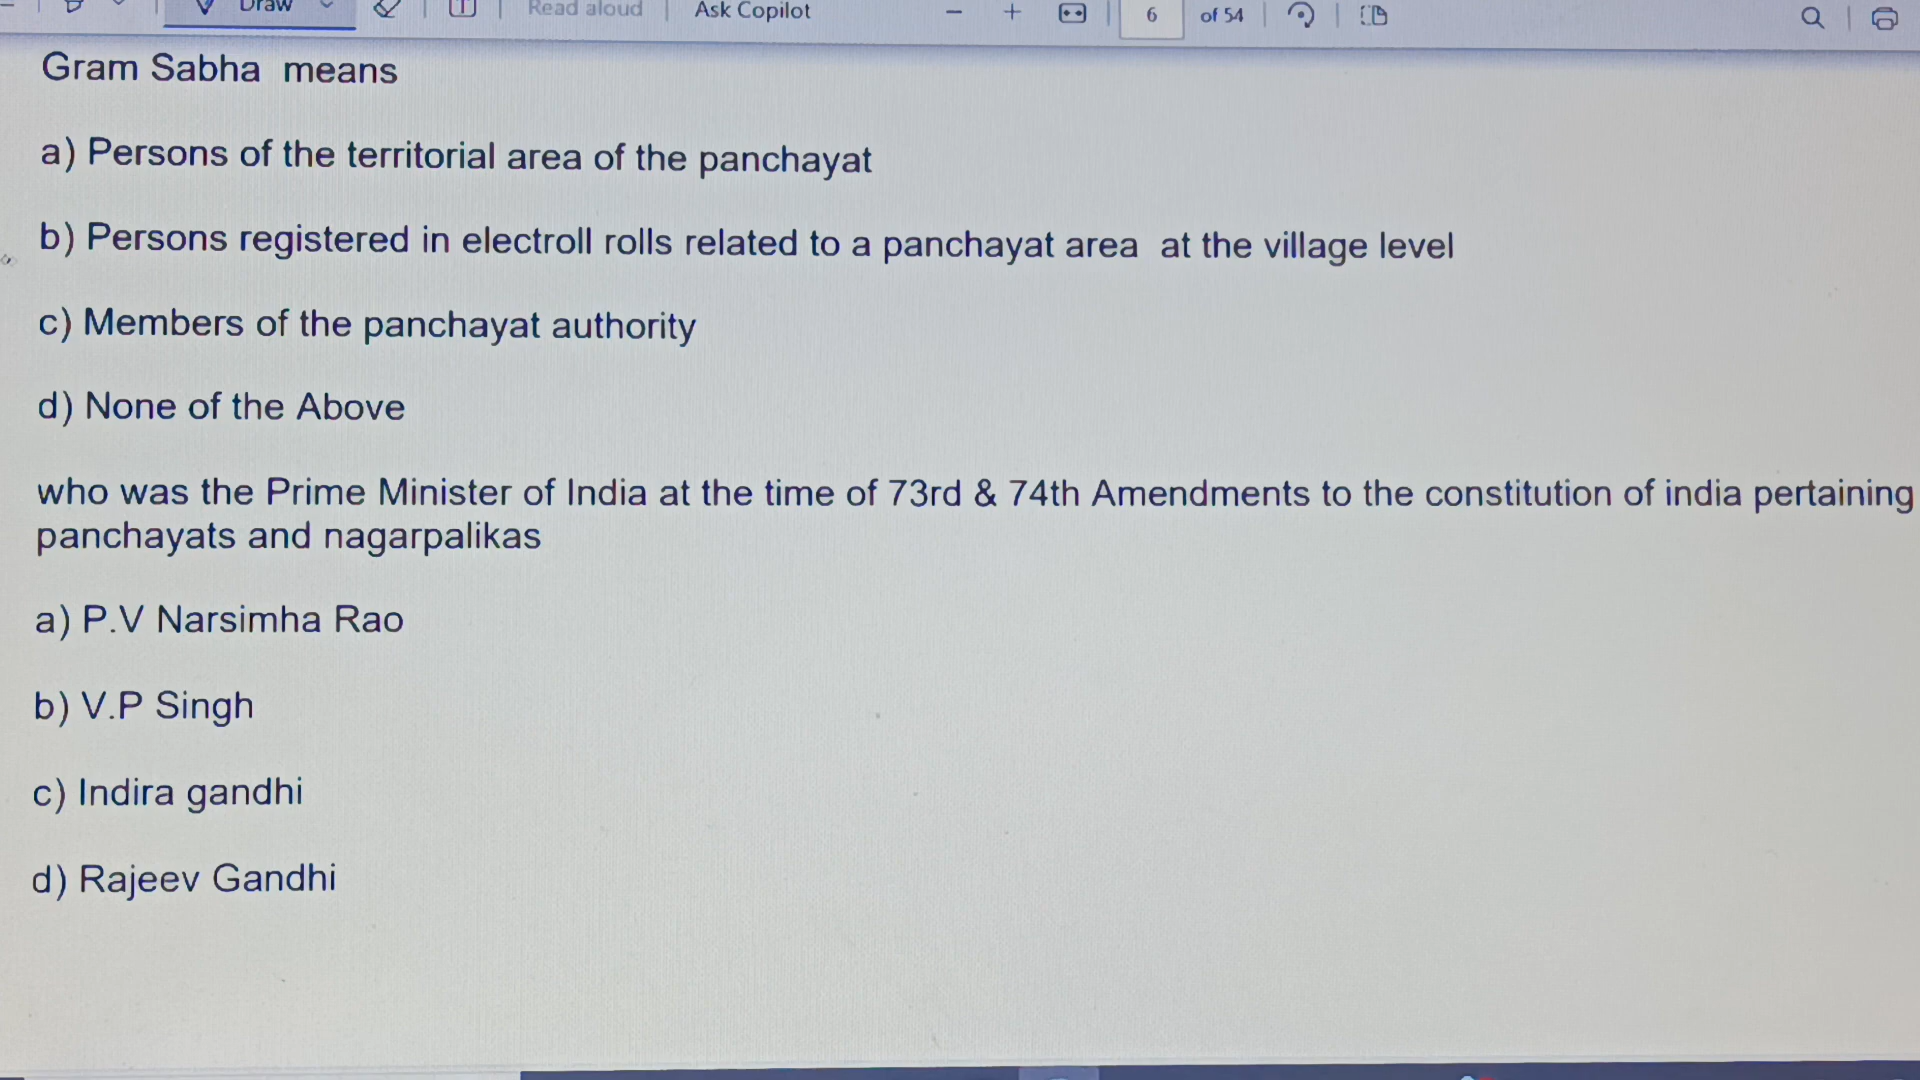 Draw
Read aloud
Ask Copilot
6
of 54
Gram Sabha means
a) Persons of the territorial area of the panchayat
b) Persons registered in electroll rolls related to a panchayat area at the village level
c) Members of the panchayat authority
d) None of the Above
who was the Prime Minister of India at the time of 73rd & 74th Amendments to the constitution of india pertaining
panchayats and nagarpalikas
a) P.V Narsimha Rao
b) V.P Singh
c) Indira gandhi
d) Rajeev Gandhi